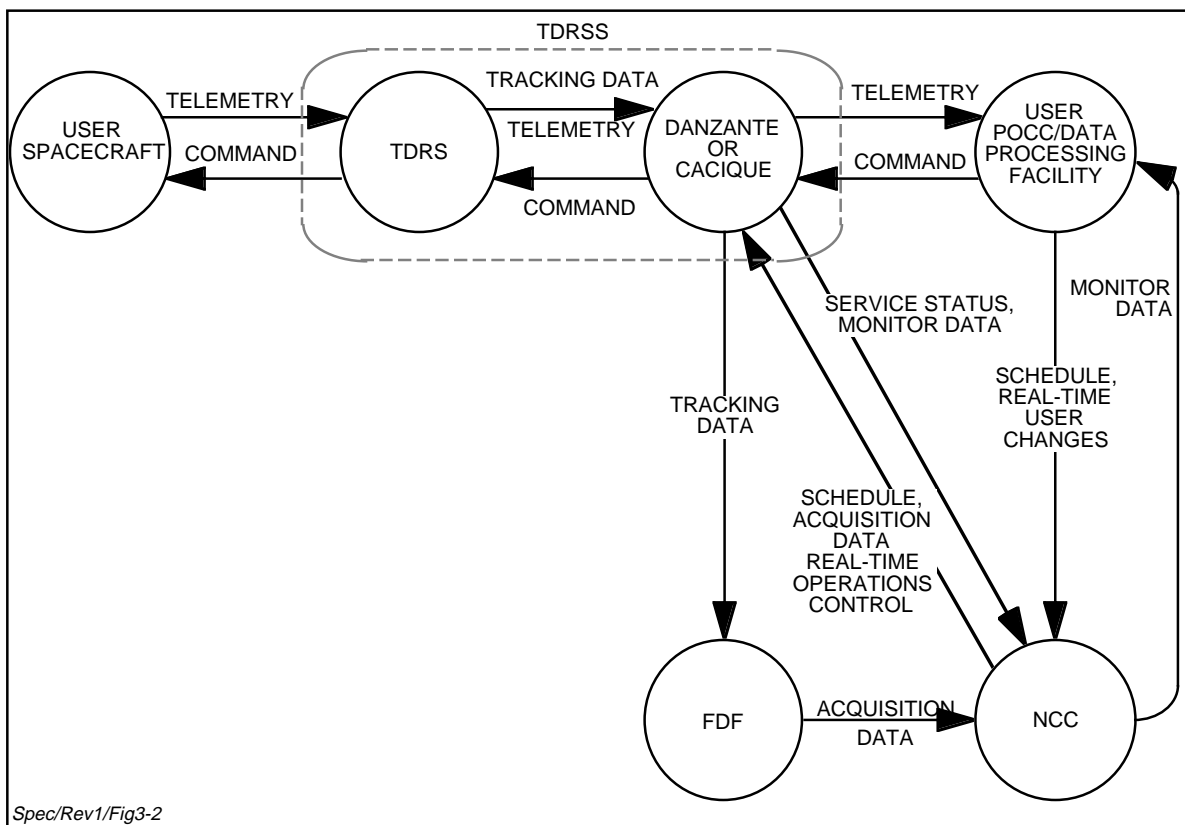 TDRSS
USER
SPACECRAFT
TELEMETRY
COMMAND
TDRS
TRACKING DATA
TELEMETRY
COMMAND
DANZANTE
OR
CACIQUE
TELEMETRY
COMMAND
USER
POCC/DATA
PROCESSING
FACILITY
SERVICE STATUS,
MONITOR DATA
MONITOR
DATA
TRACKING
DATA
SCHEDULE,
REAL-TIME
USER
CHANGES
SCHEDULE,
ACQUISITION
DATA
REAL-TIME
OPERATIONS
CONTROL
FDF
ACQUISITION
DATA
NCC
Spec/Rev1/Fig3-2